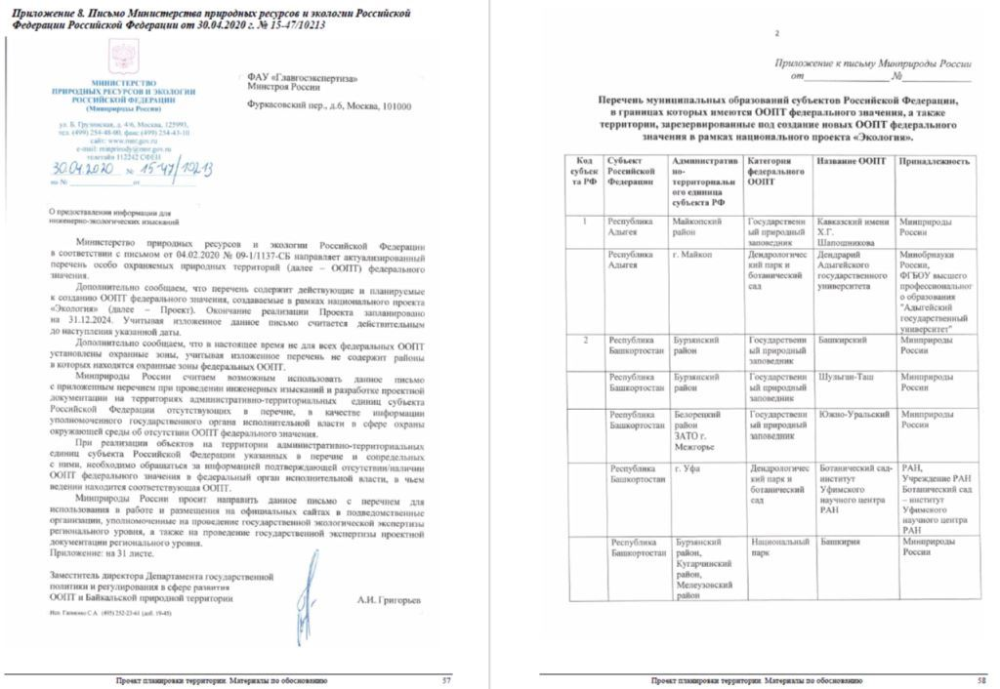 Приложение 8. Письмо Министерства природных ресурсов и экологии Российской
Федерации Российской Федерации от 30.04.2020 г. № 15-47/10213
МИНИСТЕРСТВО
ПРИРОДНЫХ РЕСУРСОВ И ЭКОЛОГИИ
РОССИЙСКОЙ ФЕДЕРАЦИИ
(Минприроды России)
ул. Б. Грузинская, д. 4/6, Москва, 125993,
тел. (499) 254-48-00, факс (499) 254-43-10
сайт: www.mnr.gov.ru
e-mail: minprirody@mnr.gov.ru
телетайп 112242 СФЕН
30.04.2020 № 15-47/10213
на № от
ФАУ «Главгосэкспертиза»
Минстроя России
Фуркасовский пер., д.6, Москва, 101000
О предоставлении информации для
инженерно-экологических изысканий
Министерство природных ресурсов и экологии Российской Федерации
в соответствии с письмом от 04.02.2020 № 09-1/1137-СБ направляет актуализированный
перечень особо охраняемых природных территорий (далее – ООПТ) федерального
значения.
Дополнительно сообщаем, что перечень содержит действующие и планируемые
к созданию ООПТ федерального значения, создаваемые в рамках национального проекта
«Экология» (далее – Проект). Окончание реализации Проекта запланировано
на 31.12.2024. Учитывая изложенное данное письмо считается действительным
до наступления указанной даты.
Дополнительно сообщаем, что в настоящее время не для всех федеральных ООПТ
установлены охранные зоны, учитывая изложенное перечень не содержит районы
в которых находятся охранные зоны федеральных ООПТ.
Минприроды России считаем возможным использовать данное письмо
с приложенным перечнем при проведении инженерных изысканий и разработке проектной
документации на территориях административно-территориальных единиц субъекта
Российской Федерации отсутствующих в перечне, в качестве информации
уполномоченного государственного органа исполнительной власти в сфере охраны
окружающей среды об отсутствии ООПТ федерального значения.
При реализации объектов на территории административно-территориальных
единиц субъекта Российской Федерации указанных в перечне и сопредельных
с ними, необходимо обращаться за информацией подтверждающей отсутствии/наличии
ООПТ федерального значения в федеральный орган исполнительной власти, в чьем
ведении находится соответствующая ООПТ.
Минприроды России просит направить данное письмо с перечнем для
использования в работе и размещения на официальных сайтах в подведомственные
организации, уполномоченные на проведение государственной экологической экспертизы
регионального уровня, а также на проведение государственной экспертизы проектной
документации регионального уровня.
Приложение: на 31 листе.
Заместитель директора Департамента государственной
политики и регулирования в сфере развития
ООПТ и Байкальской природной территории
А.И. Григорьев
Исп. Гапиенко С.А. (495) 252-23-61 (доб. 19-45)
Проект планировки территории. Материалы по обоснованию 57
2
Приложение к письму Минприроды России
от №
Перечень муниципальных образований субъектов Российской Федерации,
в границах которых имеются ООПТ федерального значения, а также
территории, зарезервированные под создание новых ООПТ федерального
значения в рамках национального проекта «Экология».
Код
субъек
та РФ
Субъект
Российской
Федерации
Административ
но-
территориальн
ого единица
субъекта РФ
Категория
федерального
ООПТ
Название ООПТ
Принадлежность
1
Республика
Адыгея
Майкопский
район
Государственн
ый природный
заповедник
Кавказский имени
Х.Г.
Шапошникова
Минприроды
России
Республика
Адыгея
г. Майкоп
Дендрологичес
кий парк и
ботанический
сад
Дендрарий
Адыгейского
государственного
университета
Минобрнауки
России,
ФГБОУ высшего
профессиональног
о образования
"Адыгейский
государственный
университет"
2
Республика
Башкортостан
Бурзянский
район
Государственн
ый природный
заповедник
Башкирский
Минприроды
России
Республика
Башкортостан
Бурзянский
район
Государственн
ый природный
заповедник
Шульган-Таш
Минприроды
России
Республика
Башкортостан
Белорецкий
район
ЗАТО г.
Межгорье
Государственн
ый природный
заповедник
Южно-Уральский
Минприроды
России
Республика
Башкортостан
г. Уфа
Дендрологичес
кий парк и
ботанический
сад
Ботанический сад-
институт
Уфимского
научного центра
РАН
РАН,
Учреждение РАН
Ботанический сад
– институт
Уфимского
научного центра
РАН
Республика
Башкортостан
Бурзянский
район,
Кугарчинский
район,
Мелеузовский
район
Национальный
парк
Башкирия
Минприроды
России
Проект планировки территории. Материалы по обоснованию 58